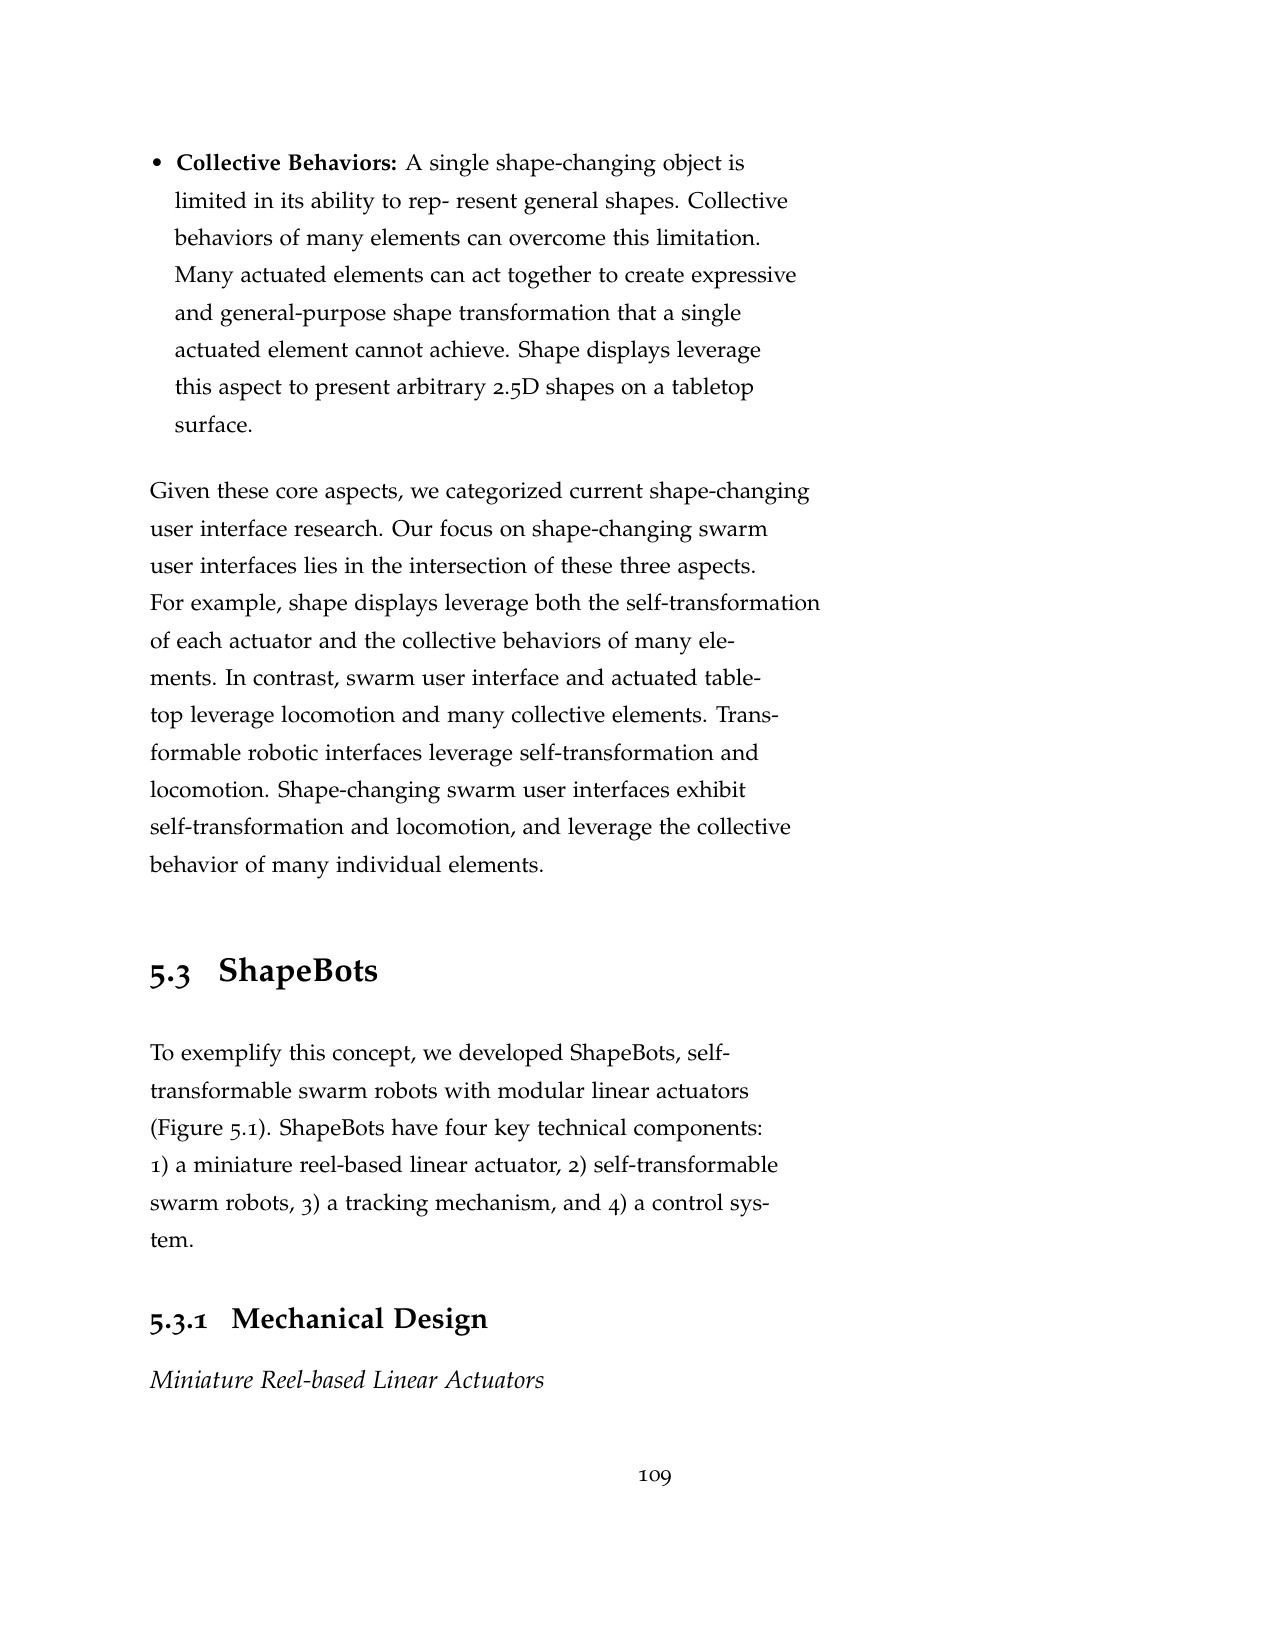 • Collective Behaviors: A single shape-changing object is
limited in its ability to rep- resent general shapes. Collective
behaviors of many elements can overcome this limitation.
Many actuated elements can act together to create expressive
and general-purpose shape transformation that a single
actuated element cannot achieve. Shape displays leverage
this aspect to present arbitrary 2.5D shapes on a tabletop
surface.
Given these core aspects, we categorized current shape-changing
user interface research. Our focus on shape-changing swarm
user interfaces lies in the intersection of these three aspects.
For example, shape displays leverage both the self-transformation
of each actuator and the collective behaviors of many ele-
ments. In contrast, swarm user interface and actuated table-
top leverage locomotion and many collective elements. Trans-
formable robotic interfaces leverage self-transformation and
locomotion. Shape-changing swarm user interfaces exhibit
self-transformation and locomotion, and leverage the collective
behavior of many individual elements.
5.3 ShapeBots
To exemplify this concept, we developed ShapeBots, self-
transformable swarm robots with modular linear actuators
(Figure 5.1). ShapeBots have four key technical components:
1) a miniature reel-based linear actuator, 2) self-transformable
swarm robots, 3) a tracking mechanism, and 4) a control sys-
tem.
5.3.1 Mechanical Design
Miniature Reel-based Linear Actuators
109